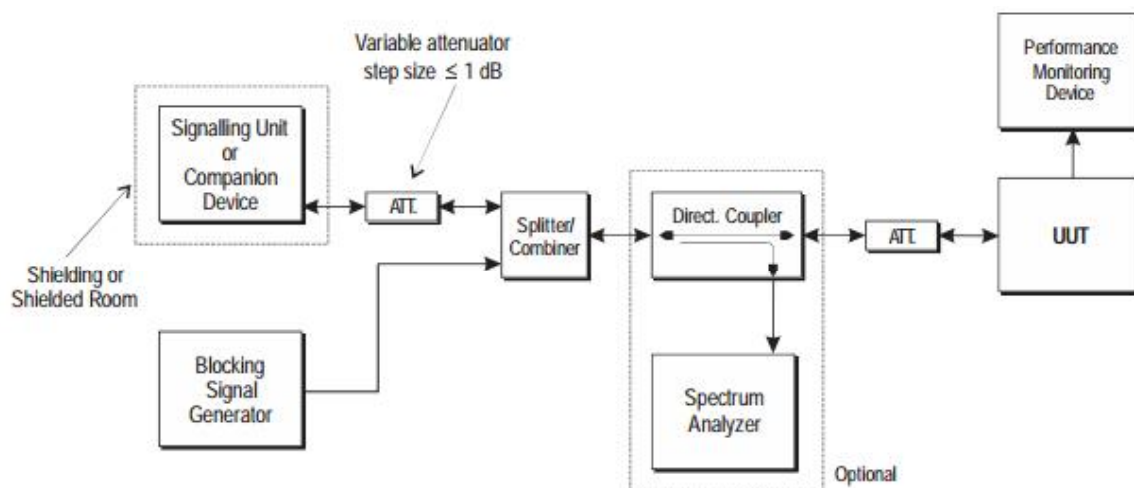 Variable attenuator
step size ≤ 1 dB
Performance
Monitoring
Device
Signalling Unit
or
Companion
Device
ATT.
Splitter/
Combiner
Direct. Coupler
ATT.
UUT
Shielding or
Shielded Room
Blocking
Signal
Generator
Spectrum
Analyzer
Optional